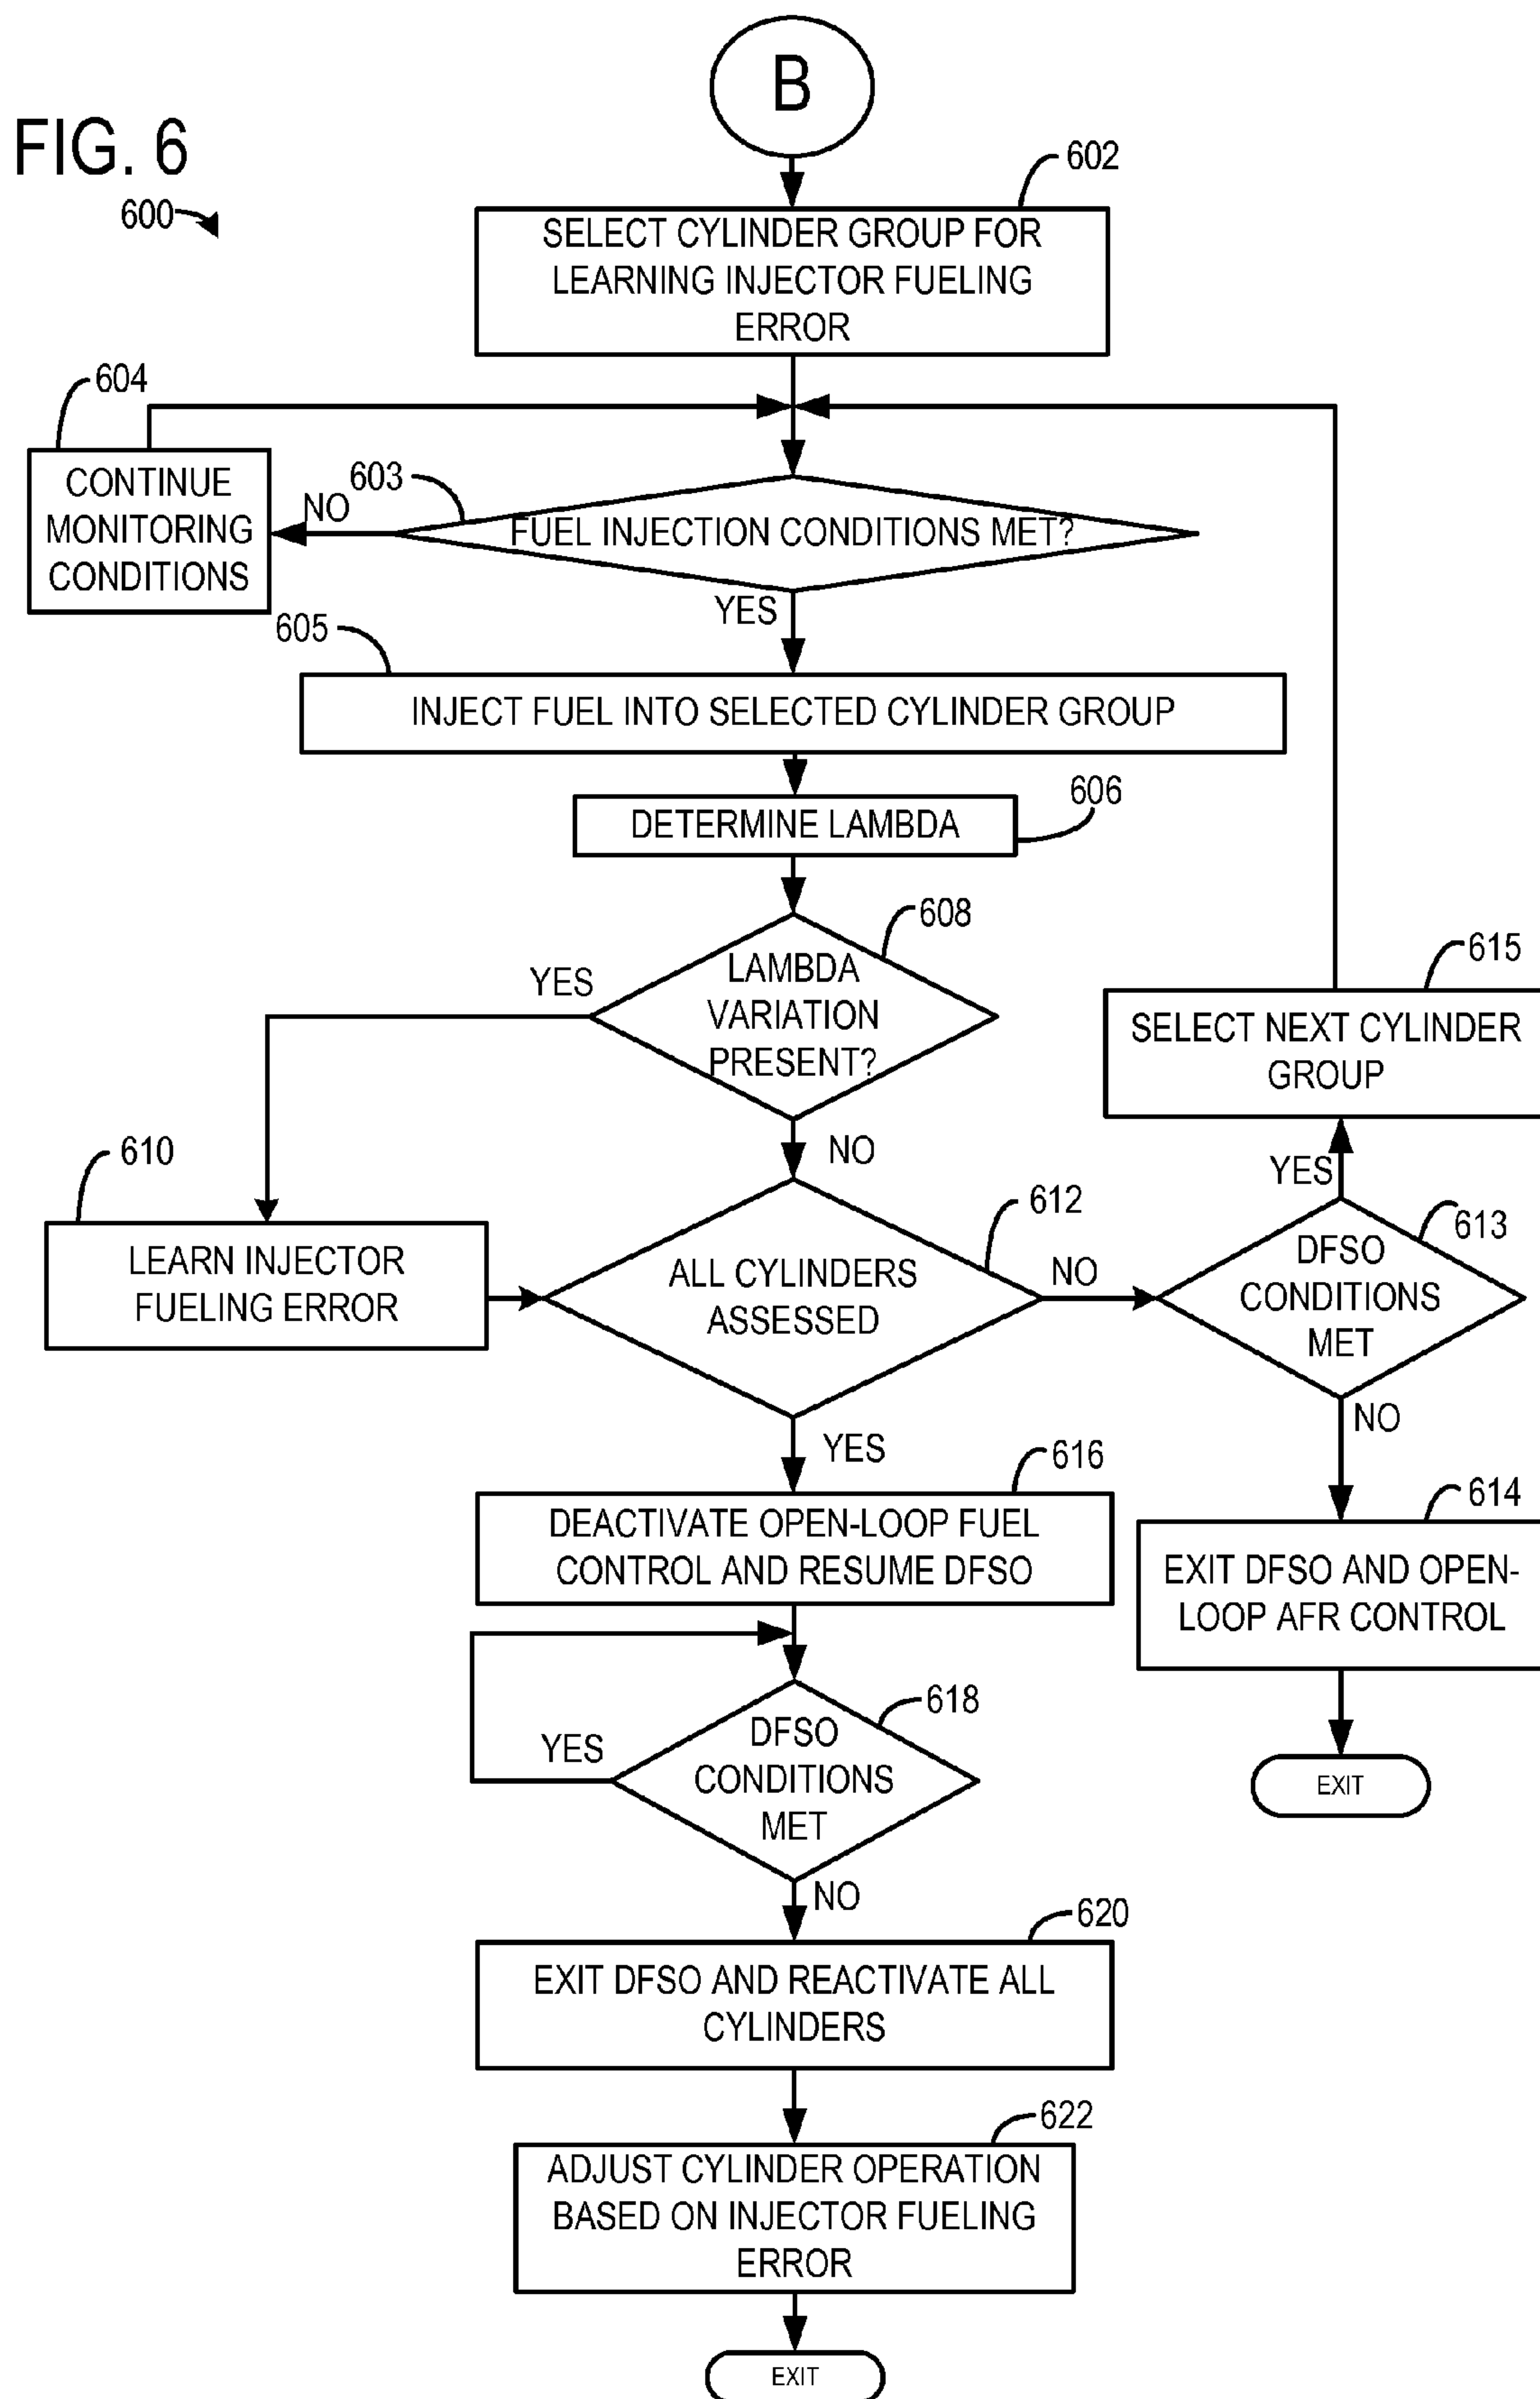 B
FIG. 6
600
602
SELECT CYLINDER GROUP FOR
LEARNING INJECTOR FUELING
ERROR
604
CONTINUE
MONITORING
CONDITIONS
603
NO
FUEL INJECTION CONDITIONS MET?
YES
605
INJECT FUEL INTO SELECTED CYLINDER GROUP
606
DETERMINE LAMBDA
608
LAMBDA
VARIATION
PRESENT?
YES
NO
615
SELECT NEXT CYLINDER
GROUP
610
LEARN INJECTOR
FUELING ERROR
612
ALL CYLINDERS
ASSESSED
NO
YES
613
DFSO
CONDITIONS
MET
YES
NO
616
DEACTIVATE OPEN-LOOP FUEL
CONTROL AND RESUME DFSO
614
EXIT DFSO AND OPEN-
LOOP AFR CONTROL
EXIT
618
DFSO
CONDITIONS
MET
YES
NO
620
EXIT DFSO AND REACTIVATE ALL
CYLINDERS
622
ADJUST CYLINDER OPERATION
BASED ON INJECTOR FUELING
ERROR
EXIT